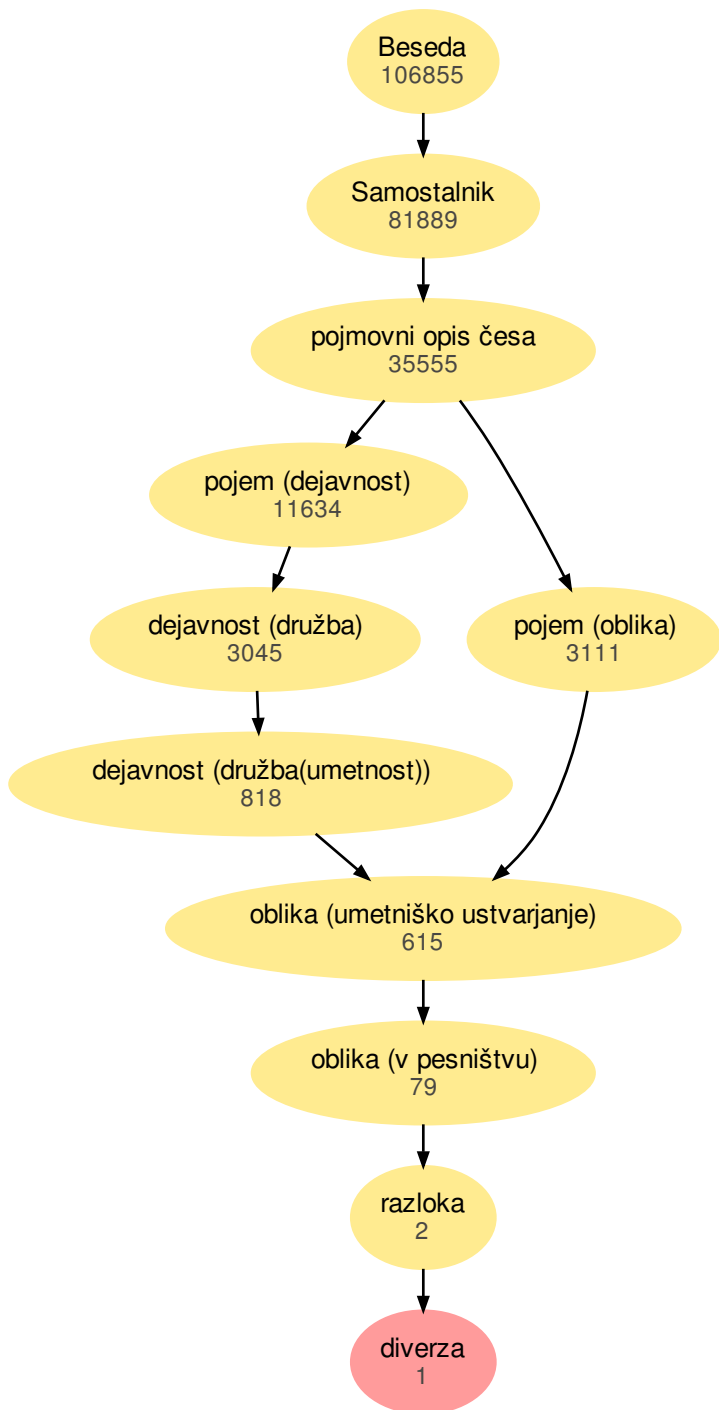 Beseda
106855
Samostalnik
81889
pojmovni opis česa
35555
pojem (dejavnost)
11634
dejavnost (družba)
3045
pojem (oblika)
3111
dejavnost (družba(umetnost))
818
oblika (umetniško ustvarjanje)
615
oblika (v pesništvu)
79
razloka
2
diverza
1